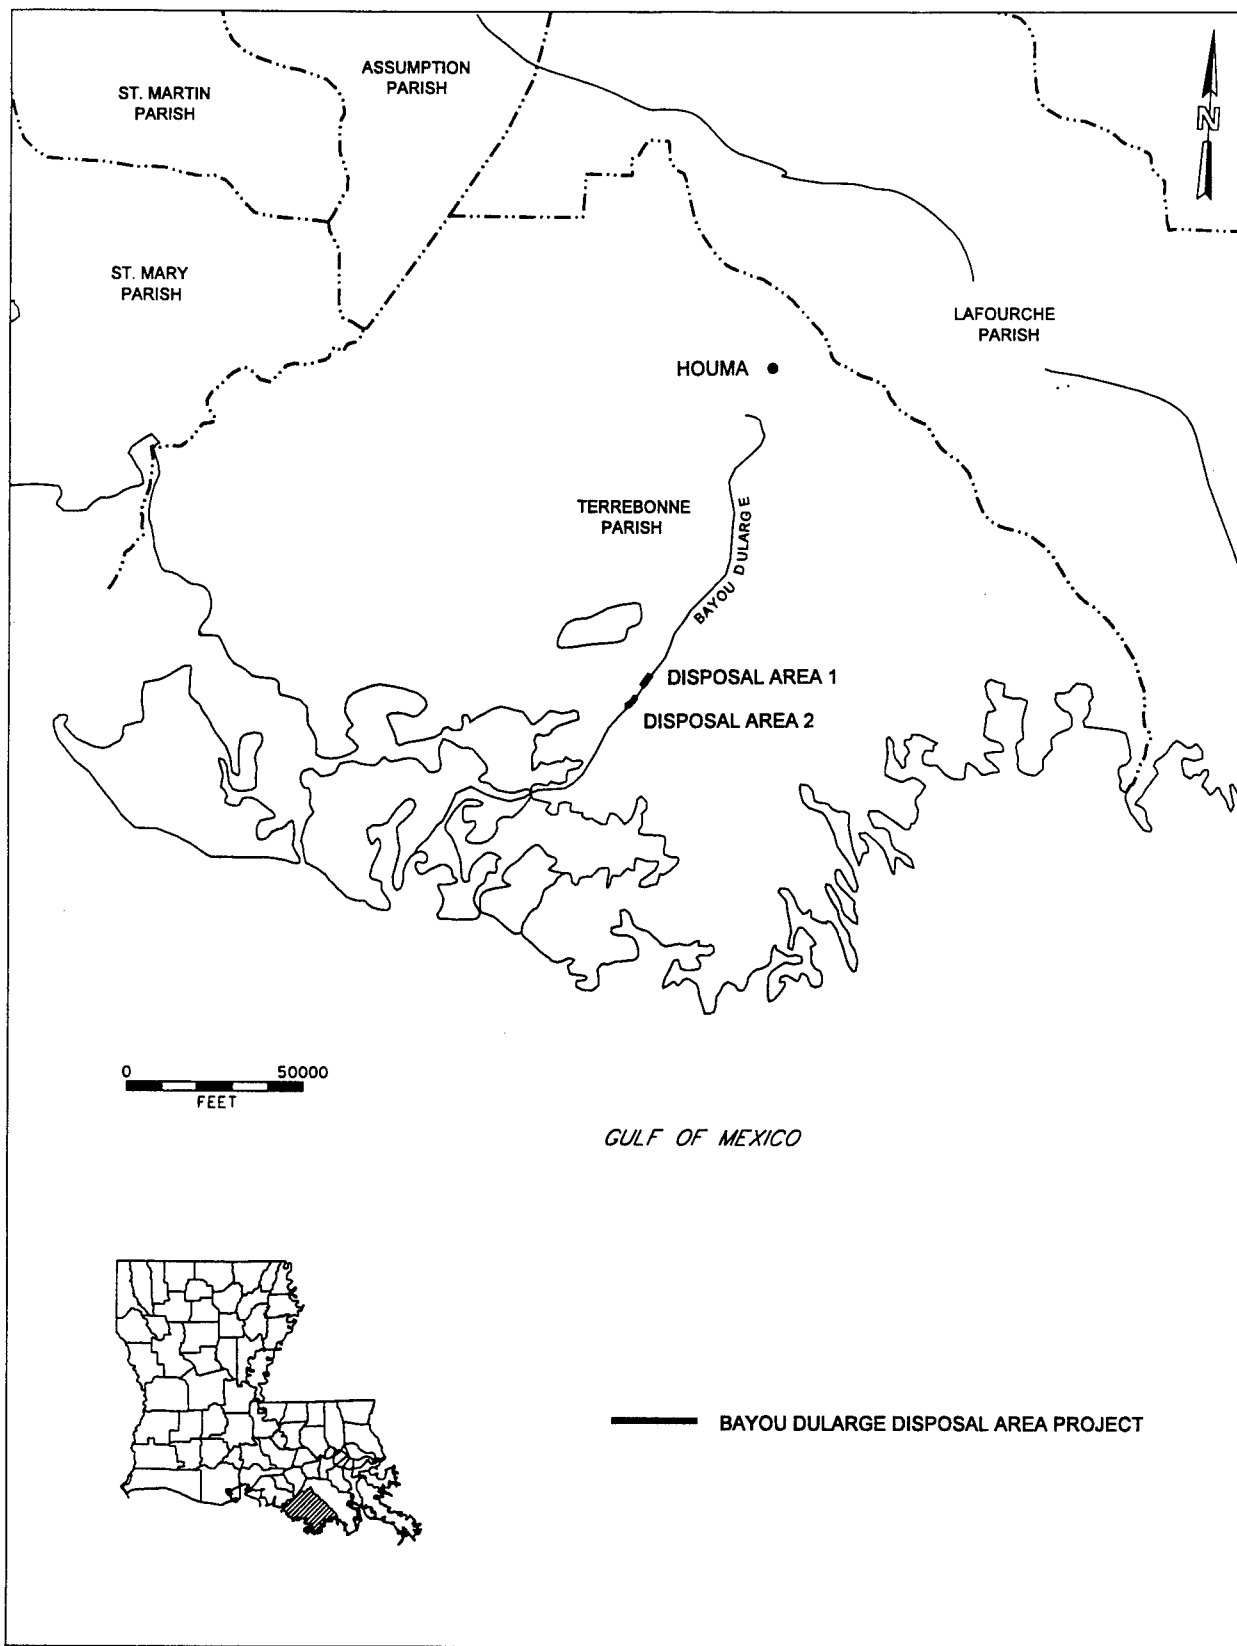 ASSUMPTION
PARISH
ST. MARTIN
PARISH
N
ST. MARY
PARISH
LAFOURCHE
PARISH
HOUMA
TERREBONNE
PARISH
BAYOU DULARGE
DISPOSAL AREA 1
DISPOSAL AREA 2
0 50000
FEET
GULF OF MEXICO
BAYOU DULARGE DISPOSAL AREA PROJECT